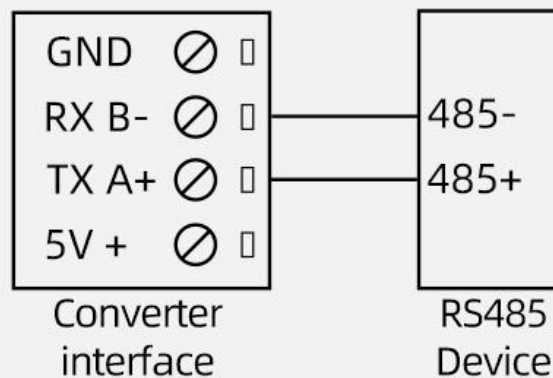 GND
RX B-
TX A+
5V +
485-
485+
Converter
interface
RS485
Device